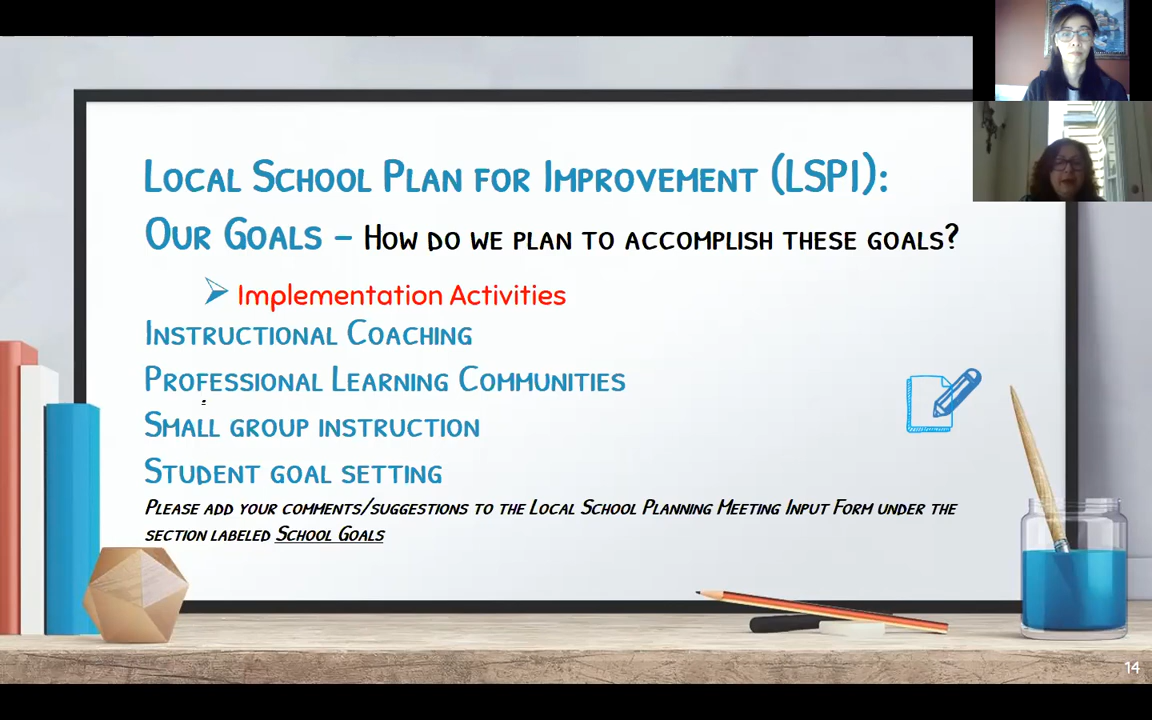 Local School Plan for Improvement (LSPI):
Our Goals – How do we plan to accomplish these goals?
➢ Implementation Activities
Instructional Coaching
Professional Learning Communities
Small group instruction
Student goal setting
Please add your comments/suggestions to the Local School Planning Meeting Input Form under the
section labeled School Goals
14